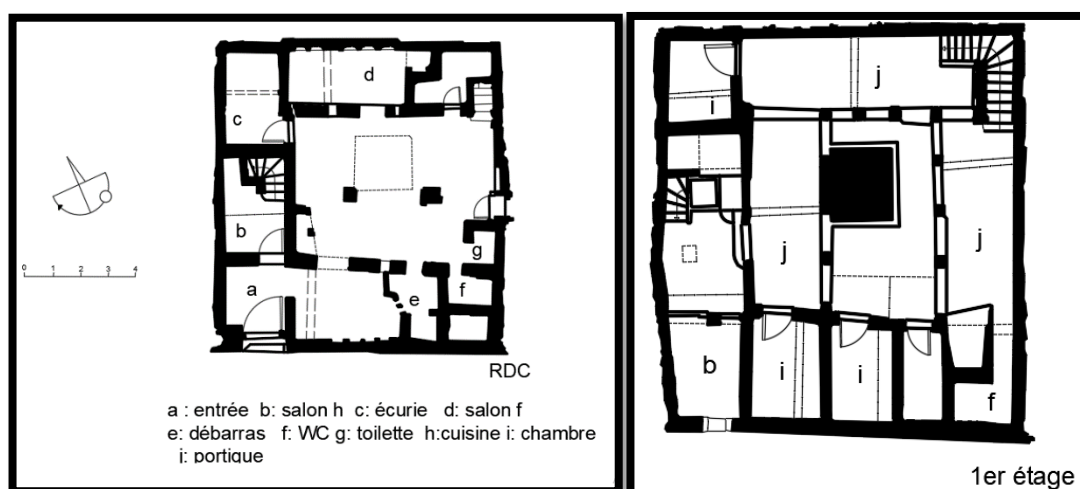 d
c
b
g
a
f
e
0 1 2 3 4
RDC
a : entrée b: salon h c: écurie d: salon f
e: débarras f: WC g: toilette h:cuisine i: chambre
j: portique
j
i
j
j
b
i
i
f
1er étage